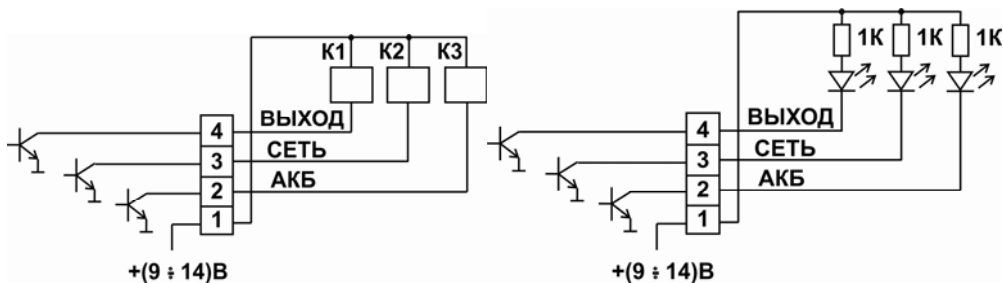 К1 К2 К3
ВЫХОД
4
СЕТЬ
3
АКБ
2
1
+(9 ÷ 14)В
1К 1К 1К
ВЫХОД
4
СЕТЬ
3
АКБ
2
1
+(9 ÷ 14)В